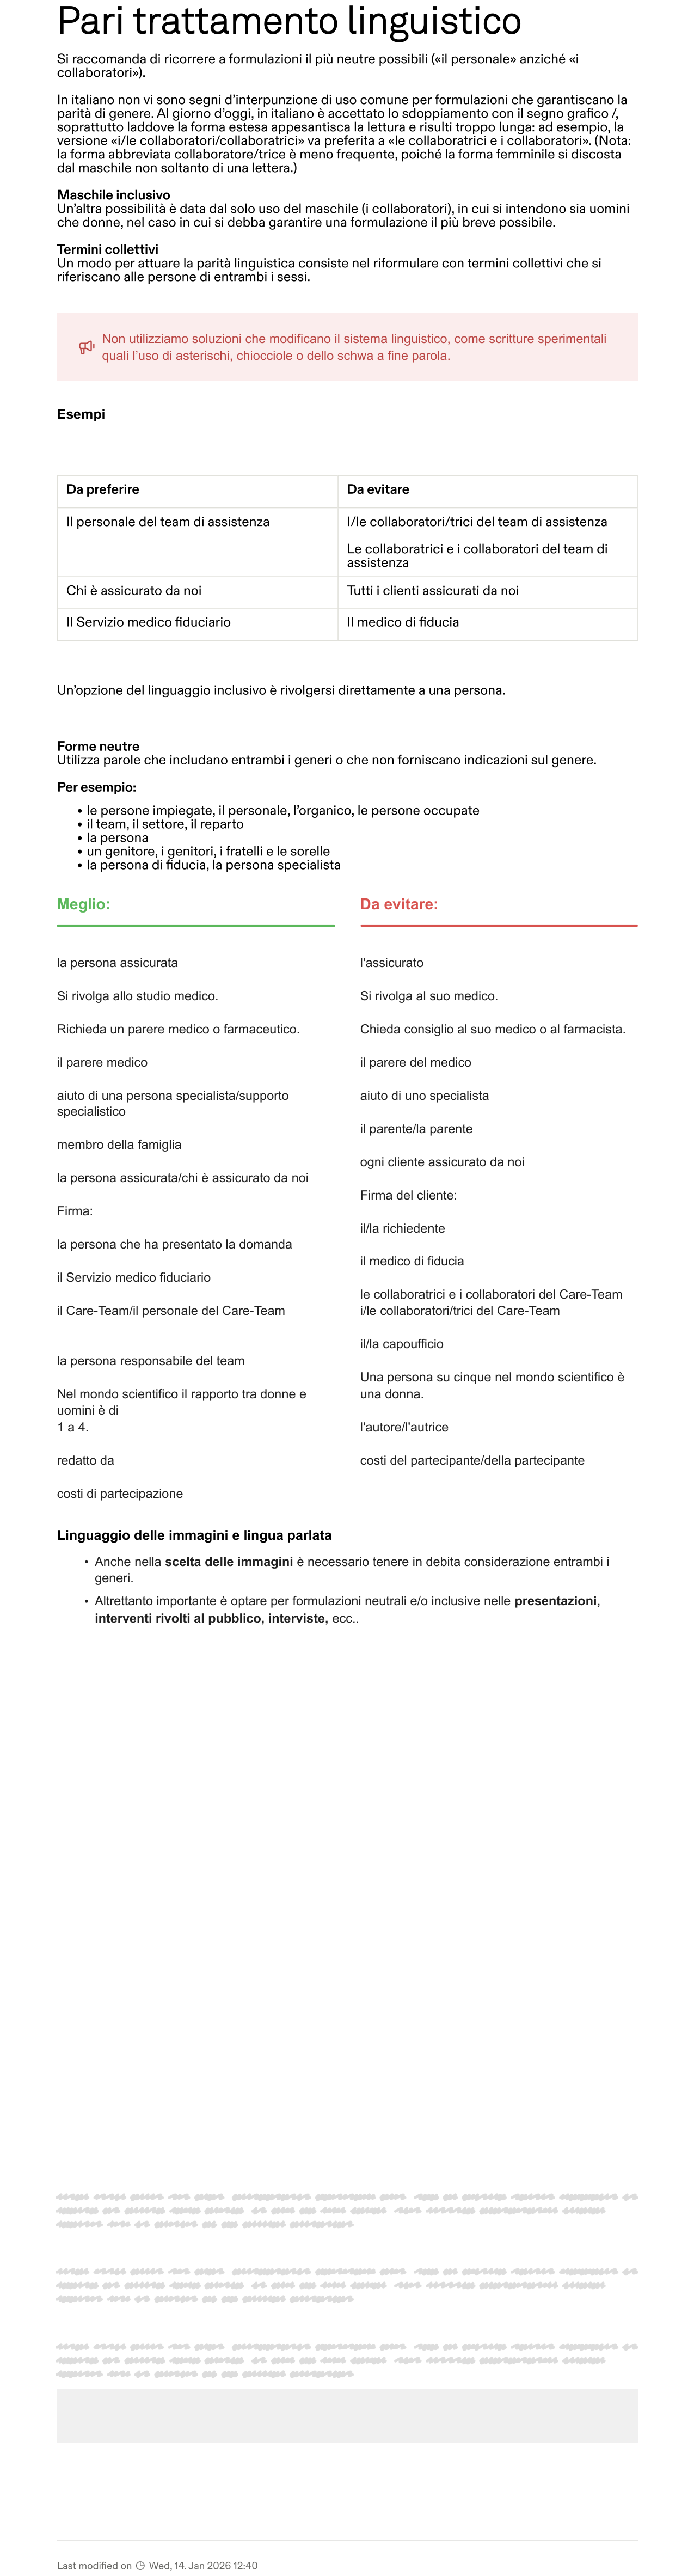 Pari trattamento linguistico
Si raccomanda di ricorrere a formulazioni il più neutre possibili («il personale» anziché «i
collaboratori»).
In italiano non vi sono segni d'interpunzione di uso comune per formulazioni che garantiscano la
parità di genere. Al giorno d'oggi, in italiano è accettato lo sdoppiamento con il segno grafico /,
soprattutto laddove la forma estesa appesantisca la lettura e risulti troppo lunga: ad esempio, la
versione «i/le collaboratori/collaboratrici» va preferita a «le collaboratrici e i collaboratori». (Nota:
la forma abbreviata collaboratore/trice è meno frequente, poiché la forma femminile si discosta
dal maschile non soltanto di una lettera.)
Maschile inclusivo
Un'altra possibilità è data dal solo uso del maschile (i collaboratori), in cui si intendono sia uomini
che donne, nel caso in cui si debba garantire una formulazione il più breve possibile.
Termini collettivi
Un modo per attuare la parità linguistica consiste nel riformulare con termini collettivi che si
riferiscano alle persone di entrambi i sessi.
Non utilizziamo soluzioni che modificano il sistema linguistico, come scritture sperimentali
quali l'uso di asterischi, chiocciole o dello schwa a fine parola.
Esempi
Da preferire
Da evitare
Il personale del team di assistenza
I/le collaboratori/trici del team di assistenza
Le collaboratrici e i collaboratori del team di
assistenza
Chi è assicurato da noi
Tutti i clienti assicurati da noi
Il Servizio medico fiduciario
Il medico di fiducia
Un'opzione del linguaggio inclusivo è rivolgersi direttamente a una persona.
Forme neutre
Utilizza parole che includano entrambi i generi o che non forniscano indicazioni sul genere.
Per esempio:
• le persone impiegate, il personale, l'organico, le persone occupate
• il team, il settore, il reparto
• la persona
• un genitore, i genitori, i fratelli e le sorelle
• la persona di fiducia, la persona specialista
Meglio:
la persona assicurata
Si rivolga allo studio medico.
Richieda un parere medico o farmaceutico.
il parere medico
aiuto di una persona specialista/supporto
specialistico
membro della famiglia
la persona assicurata/chi è assicurato da noi
Firma:
la persona che ha presentato la domanda
il Servizio medico fiduciario
il Care-Team/il personale del Care-Team
la persona responsabile del team
Nel mondo scientifico il rapporto tra donne e
uomini è di
1 a 4.
redatto da
costi di partecipazione
Da evitare:
l'assicurato
Si rivolga al suo medico.
Chieda consiglio al suo medico o al farmacista.
il parere del medico
aiuto di uno specialista
il parente/la parente
ogni cliente assicurato da noi
Firma del cliente:
il/la richiedente
il medico di fiducia
le collaboratrici e i collaboratori del Care-Team
i/le collaboratori/trici del Care-Team
il/la capoufficio
Una persona su cinque nel mondo scientifico è
una donna.
l'autore/l'autrice
costi del partecipante/della partecipante
Linguaggio delle immagini e lingua parlata
• Anche nella scelta delle immagini è necessario tenere in debita considerazione entrambi i
generi.
• Altrettanto importante è optare per formulazioni neutrali e/o inclusive nelle presentazioni,
interventi rivolti al pubblico, interviste, ecc..
Last modified on Wed, 14. Jan 2026 12:40